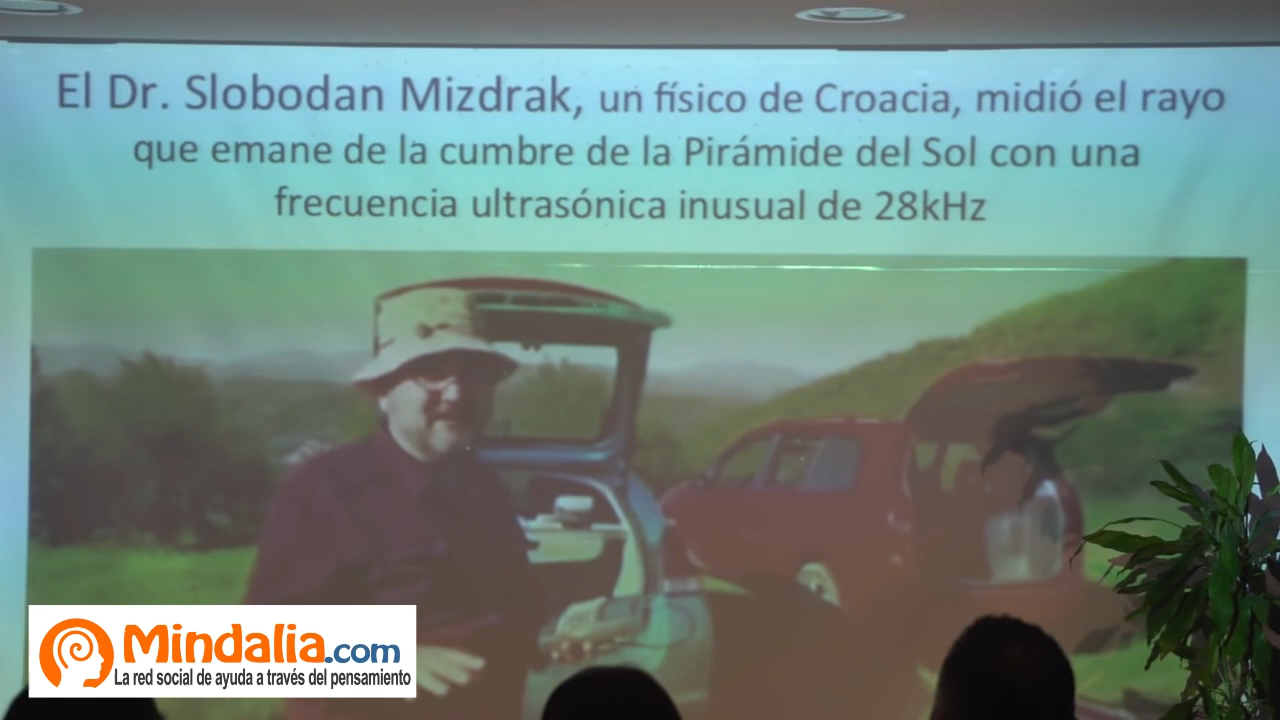 El Dr. Slobodan Mizdrak, un físico de Croacia, midió el rayo
que emane de la cumbre de la Pirámide del Sol con una
frecuencia ultrasónica inusual de 28kHz
Mindalia.com
La red social de ayuda a través del pensamiento